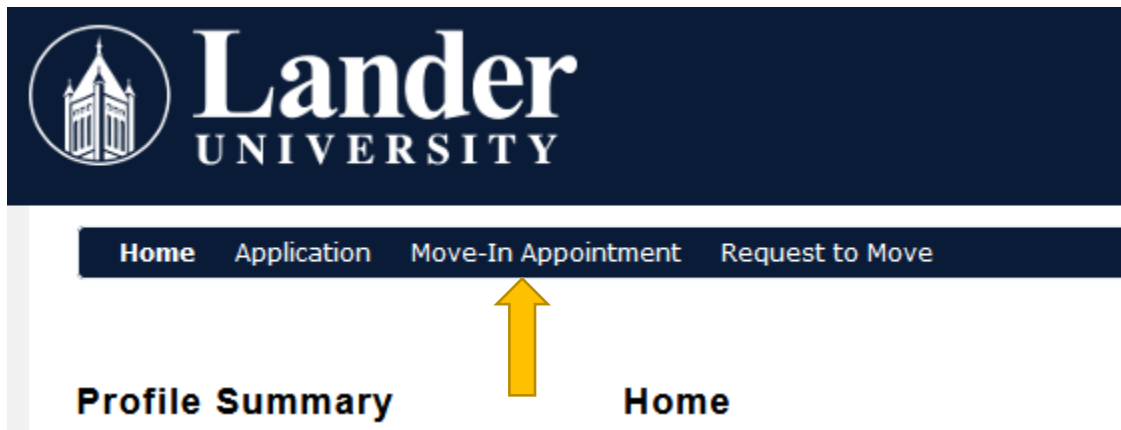 Lander
UNIVERSITY
Home Application Move-In Appointment Request to Move
Profile Summary Home